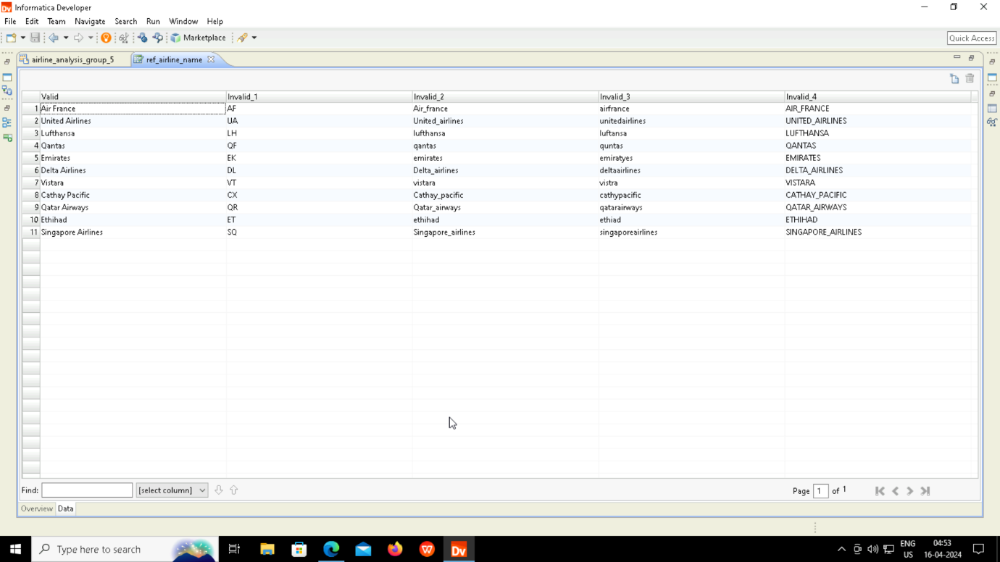 Informatica Developer
File Edit Team Navigate Search Run Window Help
Marketplace Quick Access
airline_analysis_group_5 ref_airline_name
Valid Invalid_1 Invalid_2 Invalid_3 Invalid_4
1 Air France AF Air_france airfrance AIR_FRANCE
2 United Airlines UA United_airlines unitedairlines UNITED_AIRLINES
3 Lufthansa LH lufthansa luftansa LUFTHANSA
4 Qantas QF qantas quntas QANTAS
5 Emirates EK emirates emiratyes EMIRATES
6 Delta Airlines DL Delta_airlines deltaairlines DELTA_AIRLINES
7 Vistara VT vistara vistra VISTARA
8 Cathay Pacific CX Cathay_pacific cathypacific CATHAY_PACIFIC
9 Qatar Airways QR Qatar_airways qatarairways QATAR_AIRWAYS
10 Ethihad ET ethihad ethiad ETHIHAD
11 Singapore Airlines SQ Singapore_airlines singaporeairlines SINGAPORE_AIRLINES
Find: [select column] Page 1 of 1
Overview Data
Type here to search Dv ENG US 04:53 16-04-2024